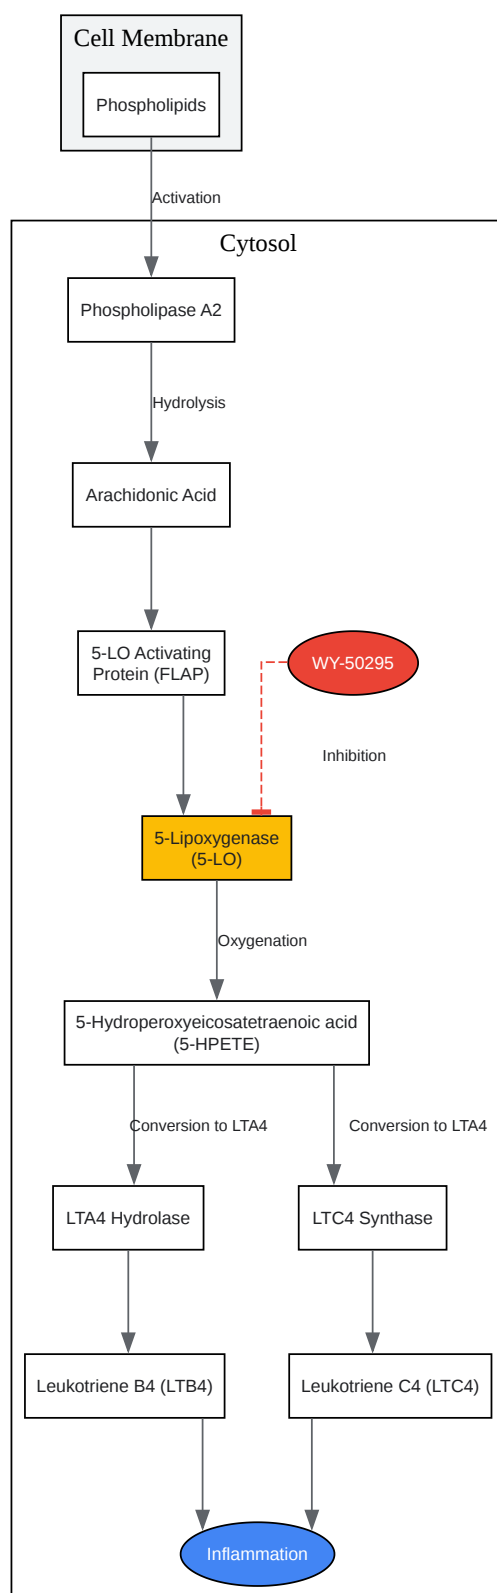 Cell Membrane
Phospholipids
Activation
Cytosol
Phospholipase A2
Hydrolysis
Arachidonic Acid
5-LO Activating
Protein (FLAP)
WY-50295
Inhibition
5-Lipoxygenase
(5-LO)
Oxygenation
5-Hydroperoxyeicosatetraenoic acid
(5-HPETE)
Conversion to LTA4
Conversion to LTA4
LTA4 Hydrolase
LTC4 Synthase
Leukotriene B4 (LTB4)
Leukotriene C4 (LTC4)
Inflammation